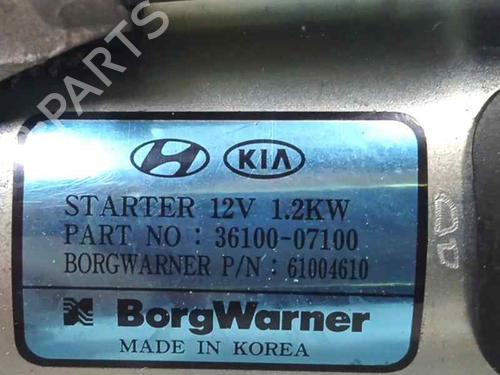 PARTS
KIA
STARTER 12V 1.2KW
PART NO : 36100-07100
BORGWARNER P/N : 61004610
BorgWarner
MADE IN KOREA